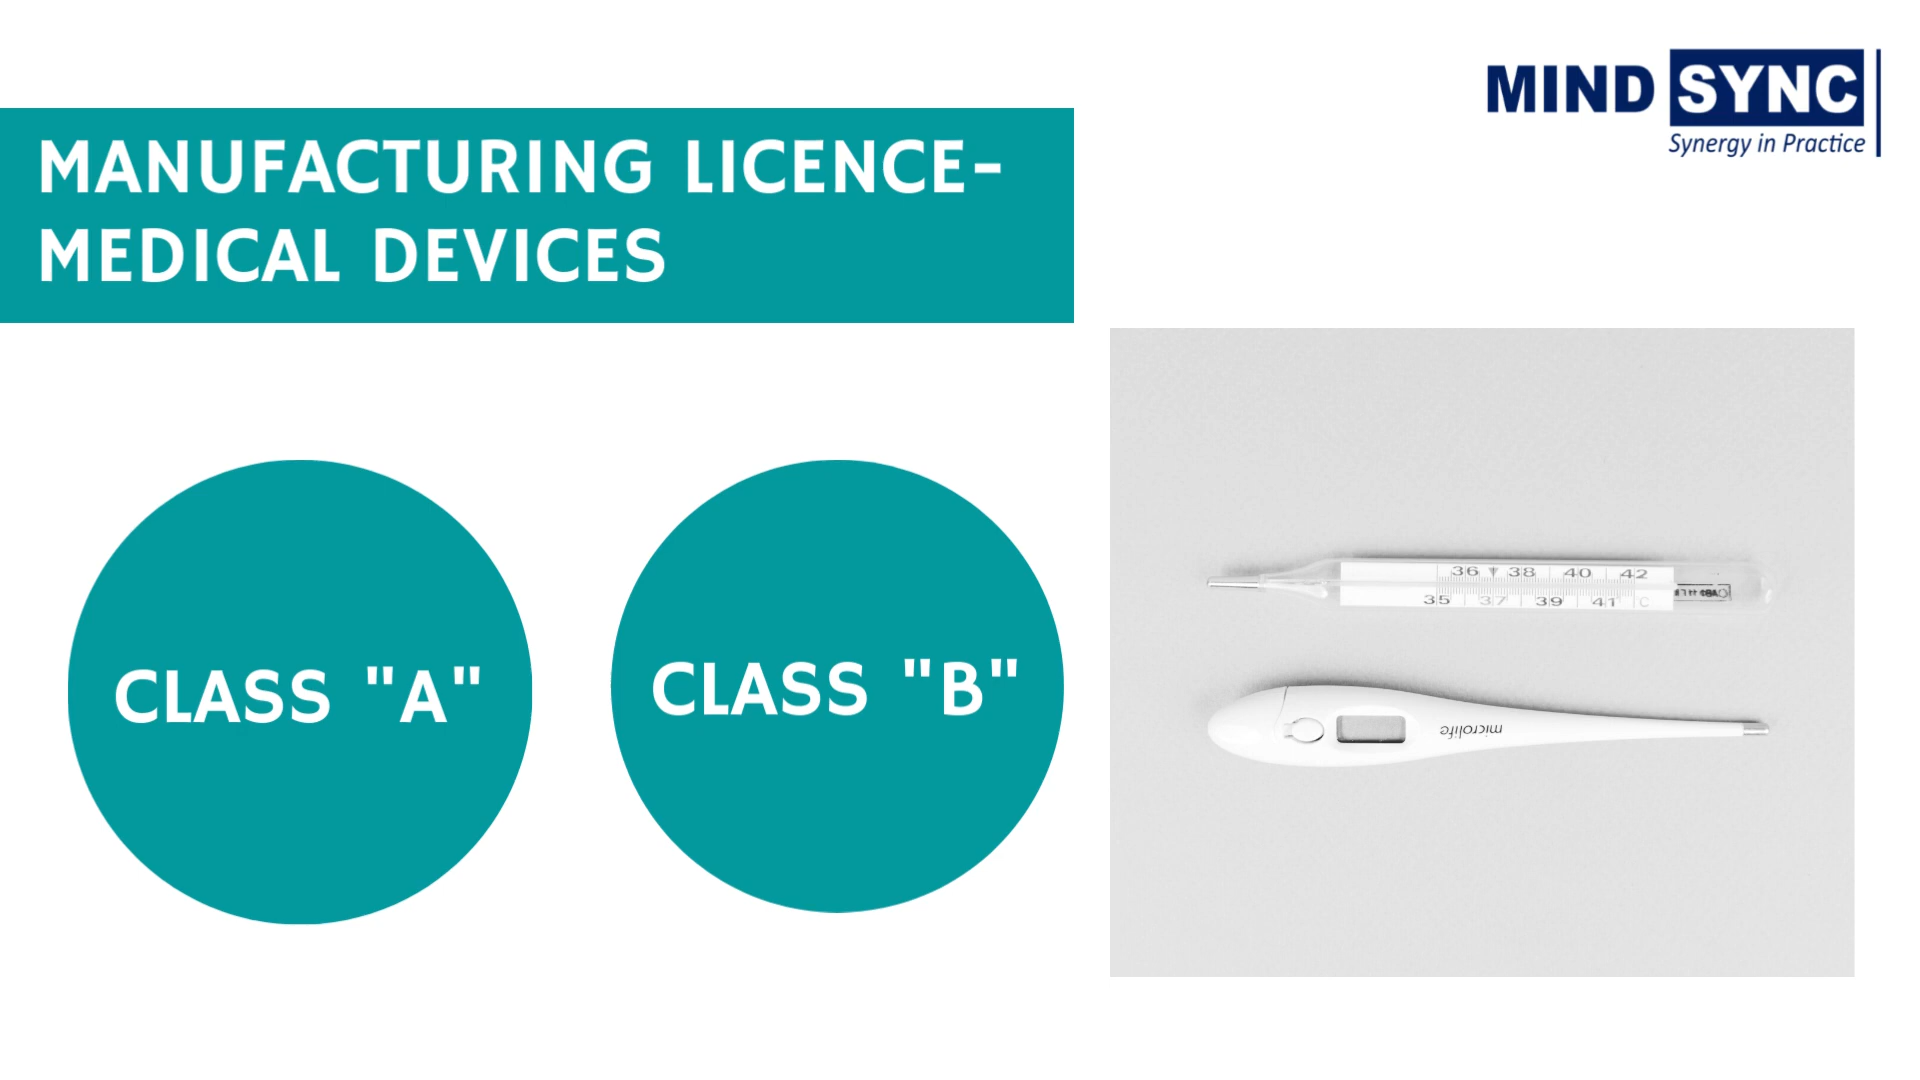 MIND SYNC
Synergy in Practice
MANUFACTURING LICENCE-
MEDICAL DEVICES
CLASS "A"
CLASS "B"
36 38 40 42
35 37 39 41 C
microlife